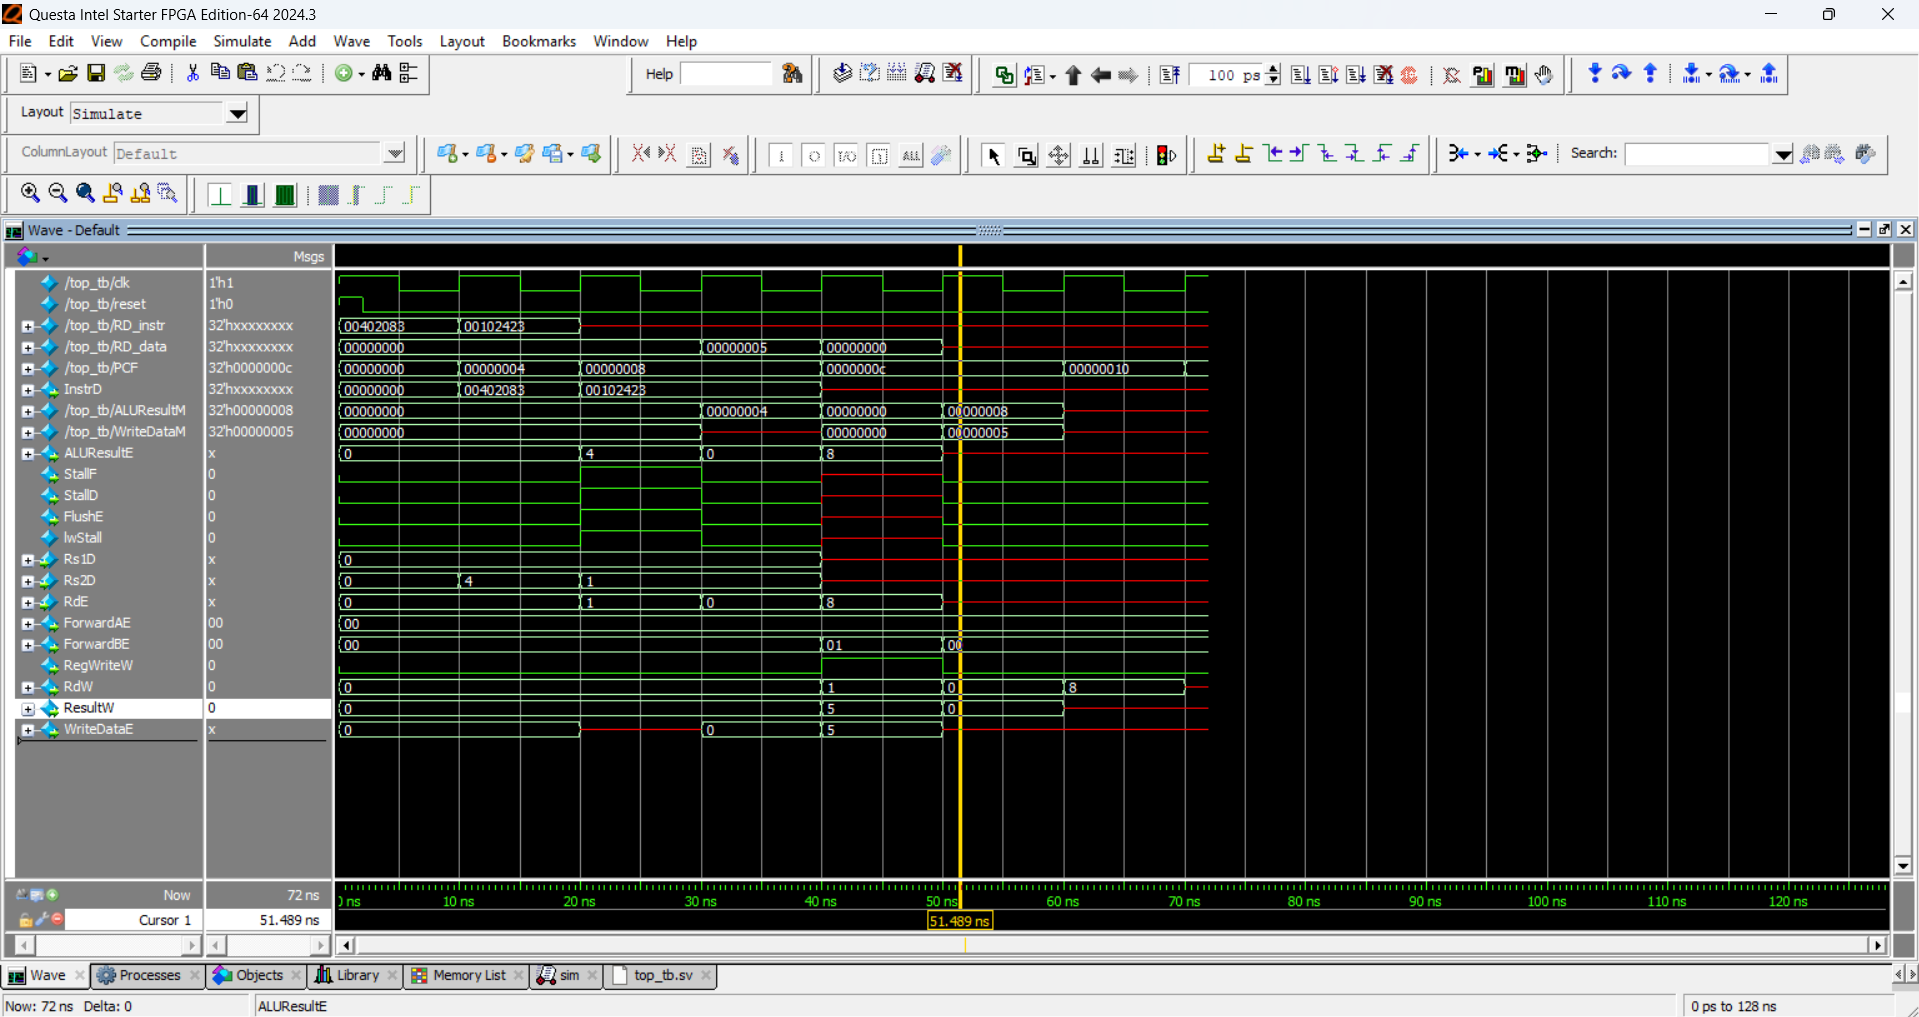 Questa Intel Starter FPGA Edition-64 2024.3
File Edit View Compile Simulate Add Wave Tools Layout Bookmarks Window Help
Help 100 ps
Layout Simulate
ColumnLayout Default ALL Search:
Wave - Default
Msgs
/top_tb/clk 1'h1
/top_tb/reset 1'h0
/top_tb/RD_instr 32'hxxxxxxxx 00402083 00102423
/top_tb/RD_data 32'hxxxxxxxx 00000000 00000005 00000000
/top_tb/PCF 32'h0000000c 00000000 00000004 00000008 0000000c 00000010
InstrD 32'hxxxxxxxx 00000000 00402083 00102423
/top_tb/ALUResultM 32'h00000008 00000000 00000004 00000000 00000008
/top_tb/WriteDataM 32'h00000005 00000000 00000000 00000005
ALUResultE x 0 4 0 8
StallF 0
StallD 0
FlushE 0
lwStall 0
Rs1D x 0
Rs2D x 0 4 1
RdE x 0 1 0 8
ForwardAE 00 00
ForwardBE 00 00 01 00
RegWriteW 0
RdW 0 0 1 0 8
ResultW 0 0 5 0
WriteDataE x 0 0 5
Now 72 ns 0 ns 10 ns 20 ns 30 ns 40 ns 50 ns 60 ns 70 ns 80 ns 90 ns 100 ns 110 ns 120 ns
Cursor 1 51.489 ns 51.489 ns
Wave Processes Objects Library Memory List sim top_tb.sv
Now: 72 ns Delta: 0 ALUResultE 0 ps to 128 ns